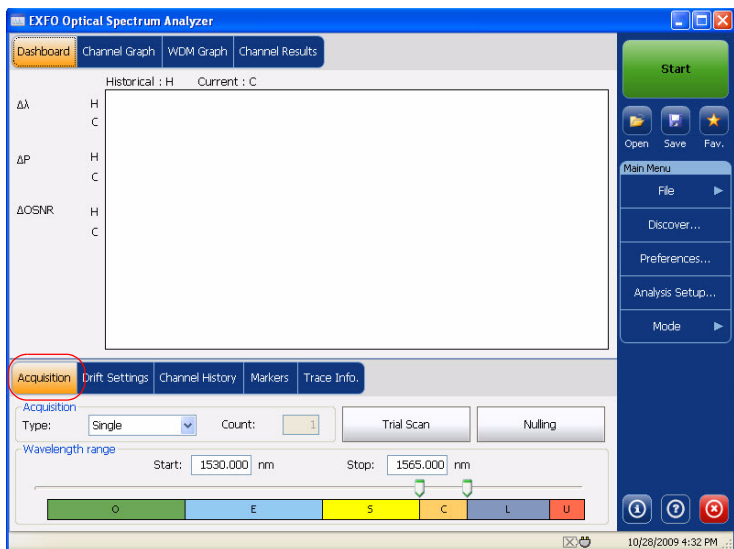 EXFO Optical Spectrum Analyzer
Dashboard Channel Graph WDM Graph Channel Results
Historical : H Current : C
Δλ H
C
ΔP H
C
ΔOSNR H
C
Start
Open Save Fav.
Main Menu
File
Discover...
Preferences...
Analysis Setup...
Mode
Acquisition Drift Settings Channel History Markers Trace Info.
Acquisition
Type: Single Count: 1 Trial Scan Nulling
Wavelength range
Start: 1530.000 nm Stop: 1565.000 nm
O E S C L U
10/28/2009 4:32 PM